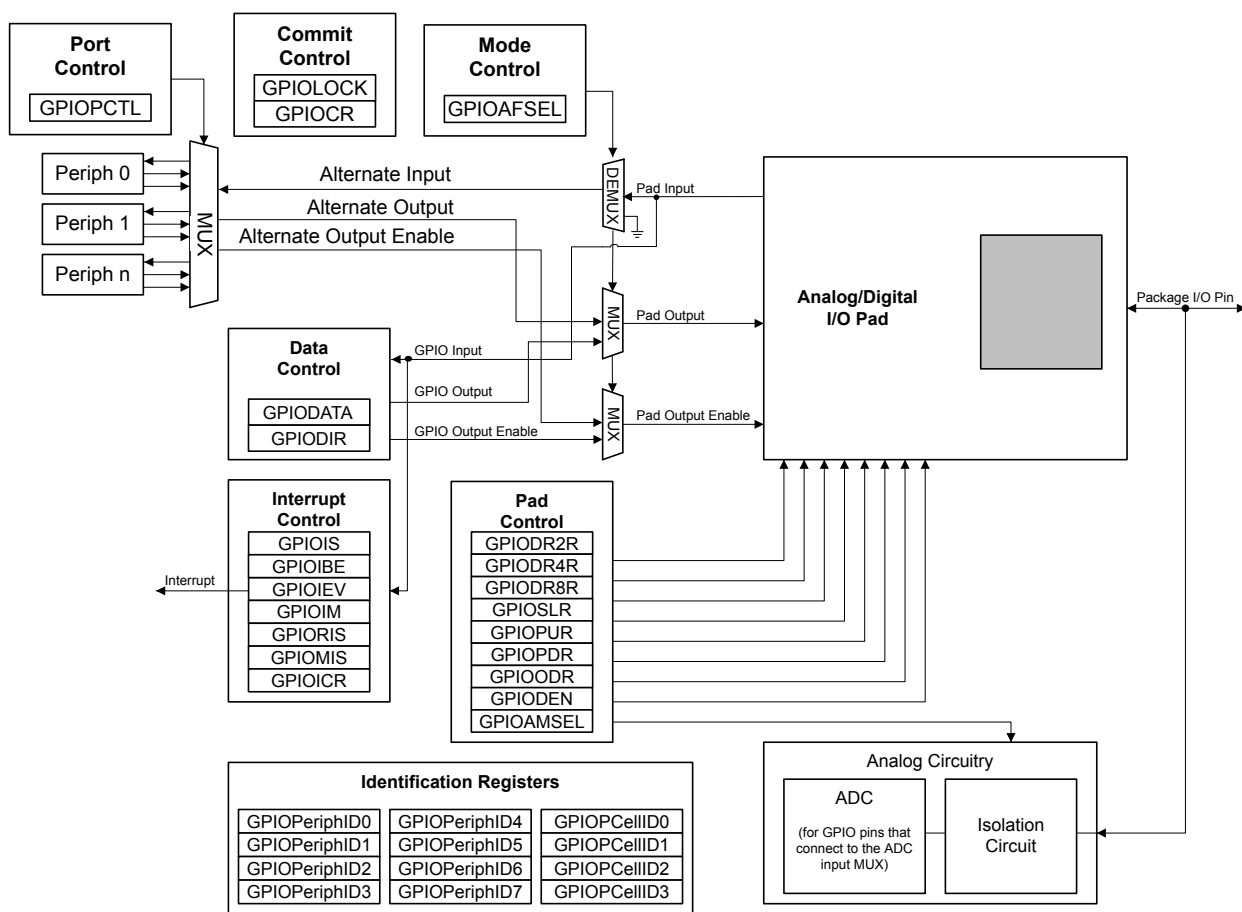 Port
Control
GPIOPCTL
Commit
Control
GPIOLOCK
GPIOCR
Mode
Control
GPIOAFSEL
Periph 0
Periph 1
Periph n
MUX
Alternate Input
Alternate Output
Alternate Output Enable
DEMUX
Pad Input
MUX
Pad Output
MUX
Pad Output Enable
Analog/Digital
I/O Pad
Package I/O Pin
Data
Control
GPIODATA
GPIODIR
GPIO Input
GPIO Output
GPIO Output Enable
Interrupt
Control
GPIOIS
GPIOIBE
GPIOIEV
GPIOIM
GPIORIS
GPIOMIS
GPIOICR
Interrupt
Pad
Control
GPIODR2R
GPIODR4R
GPIODR8R
GPIOSLR
GPIOPUR
GPIOPDR
GPIOODR
GPIODEN
GPIOAMSEL
Analog Circuitry
ADC
(for GPIO pins that
connect to the ADC
input MUX)
Isolation
Circuit
Identification Registers
GPIOPeriphID0
GPIOPeriphID1
GPIOPeriphID2
GPIOPeriphID3
GPIOPeriphID4
GPIOPeriphID5
GPIOPeriphID6
GPIOPeriphID7
GPIOPCellID0
GPIOPCellID1
GPIOPCellID2
GPIOPCellID3